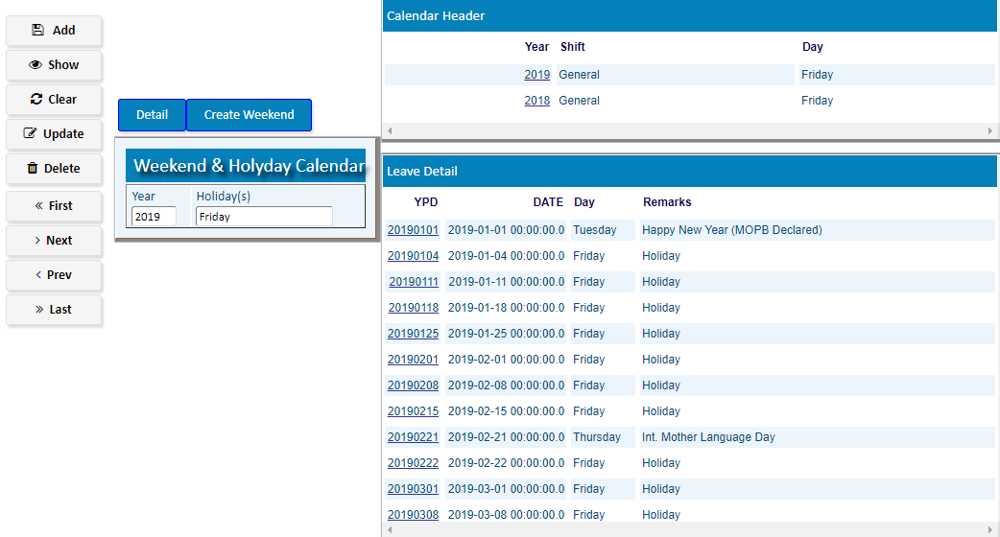 Add
Show
Clear
Update
Delete
First
Next
Prev
Last
Detail
Create Weekend
Weekend & Holyday Calendar
Year Holiday(s)
2019 Friday
Calendar Header
Year Shift Day
2019 General Friday
2018 General Friday
Leave Detail
YPD DATE Day Remarks
20190101 2019-01-01 00:00:00.0 Tuesday Happy New Year (MOPB Declared)
20190104 2019-01-04 00:00:00.0 Friday Holiday
20190111 2019-01-11 00:00:00.0 Friday Holiday
20190118 2019-01-18 00:00:00.0 Friday Holiday
20190125 2019-01-25 00:00:00.0 Friday Holiday
20190201 2019-02-01 00:00:00.0 Friday Holiday
20190208 2019-02-08 00:00:00.0 Friday Holiday
20190215 2019-02-15 00:00:00.0 Friday Holiday
20190221 2019-02-21 00:00:00.0 Thursday Int. Mother Language Day
20190222 2019-02-22 00:00:00.0 Friday Holiday
20190301 2019-03-01 00:00:00.0 Friday Holiday
20190308 2019-03-08 00:00:00.0 Friday Holiday